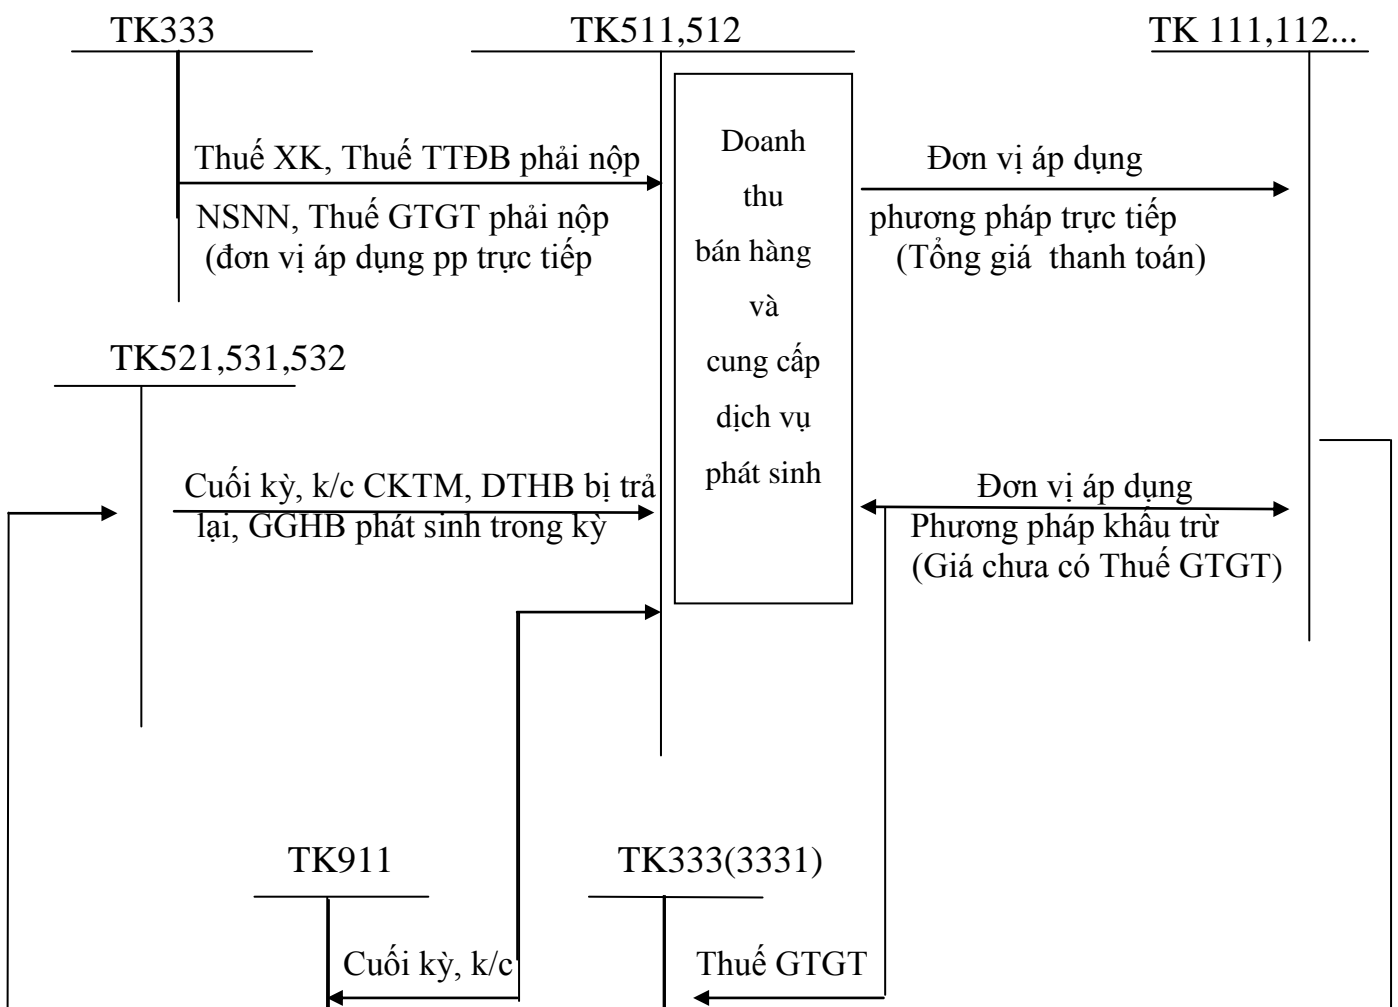 TK333
TK511,512
TK 111,112...
Thuế XK, Thuế TTĐB phải nộp
NSNN, Thuế GTGT phải nộp
(đơn vị áp dụng pp trực tiếp
Doanh
thu
bán hàng
và
cung cấp
dịch vụ
phát sinh
Đơn vị áp dụng
phương pháp trực tiếp
(Tổng giá thanh toán)
TK521,531,532
Cuối kỳ, k/c CKTM, DTHB bị trả
lại, GGHB phát sinh trong kỳ
Đơn vị áp dụng
Phương pháp khấu trừ
(Giá chưa có Thuế GTGT)
TK911
TK333(3331)
Cuối kỳ, k/c
Thuế GTGT